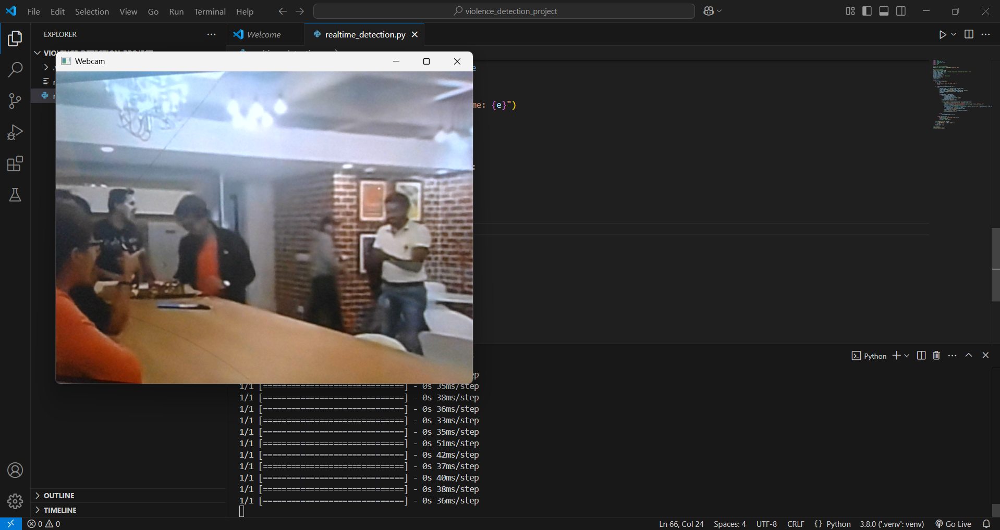 File Edit Selection View Go Run Terminal Help
violence_detection_project
EXPLORER
Welcome
realtime_detection.py
VIOLENCE_DETECTION_PROJECT
Webcam
me: {e}")
:
Python
ep
1/1 [==============================] - 0s 35ms/step
1/1 [==============================] - 0s 38ms/step
1/1 [==============================] - 0s 36ms/step
1/1 [==============================] - 0s 33ms/step
1/1 [==============================] - 0s 35ms/step
1/1 [==============================] - 0s 51ms/step
1/1 [==============================] - 0s 42ms/step
1/1 [==============================] - 0s 37ms/step
1/1 [==============================] - 0s 40ms/step
1/1 [==============================] - 0s 38ms/step
1/1 [==============================] - 0s 36ms/step
OUTLINE
TIMELINE
0 0 Ln 66, Col 24 Spaces: 4 UTF-8 CRLF {} Python 3.8.0 ('.venv': venv) Go Live